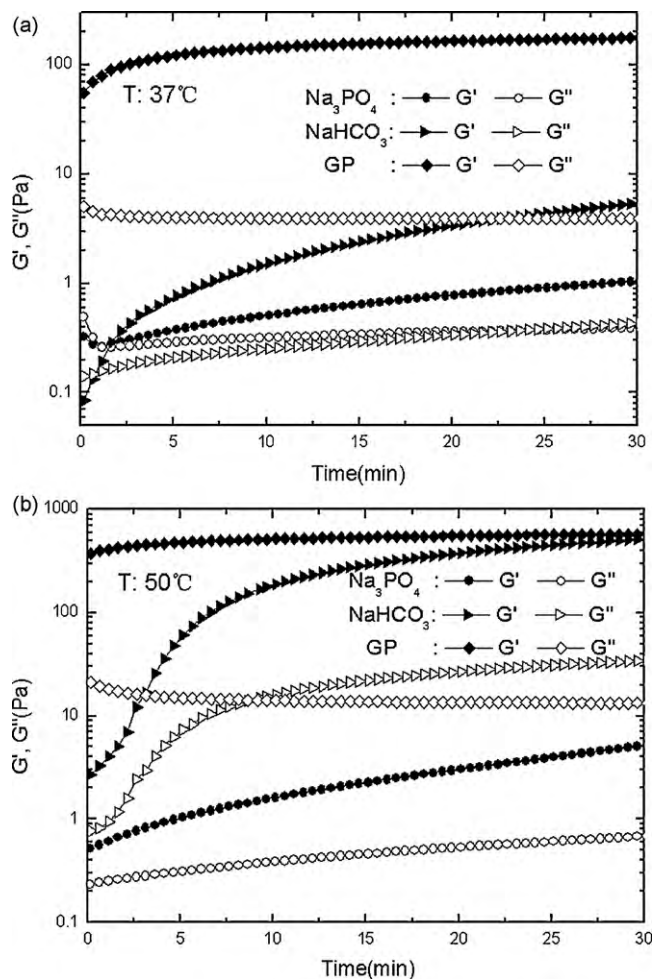 (a)
100
10
1
0.1
G', G''(Pa)
T: 37℃
Na₃PO₄ : G' G''
NaHCO₃: G' G''
GP : G' G''
0 5 10 15 20 25 30
Time(min)
(b)
1000
100
10
1
0.1
G', G''(Pa)
T: 50℃
Na₃PO₄ : G' G''
NaHCO₃: G' G''
GP : G' G''
0 5 10 15 20 25 30
Time(min)